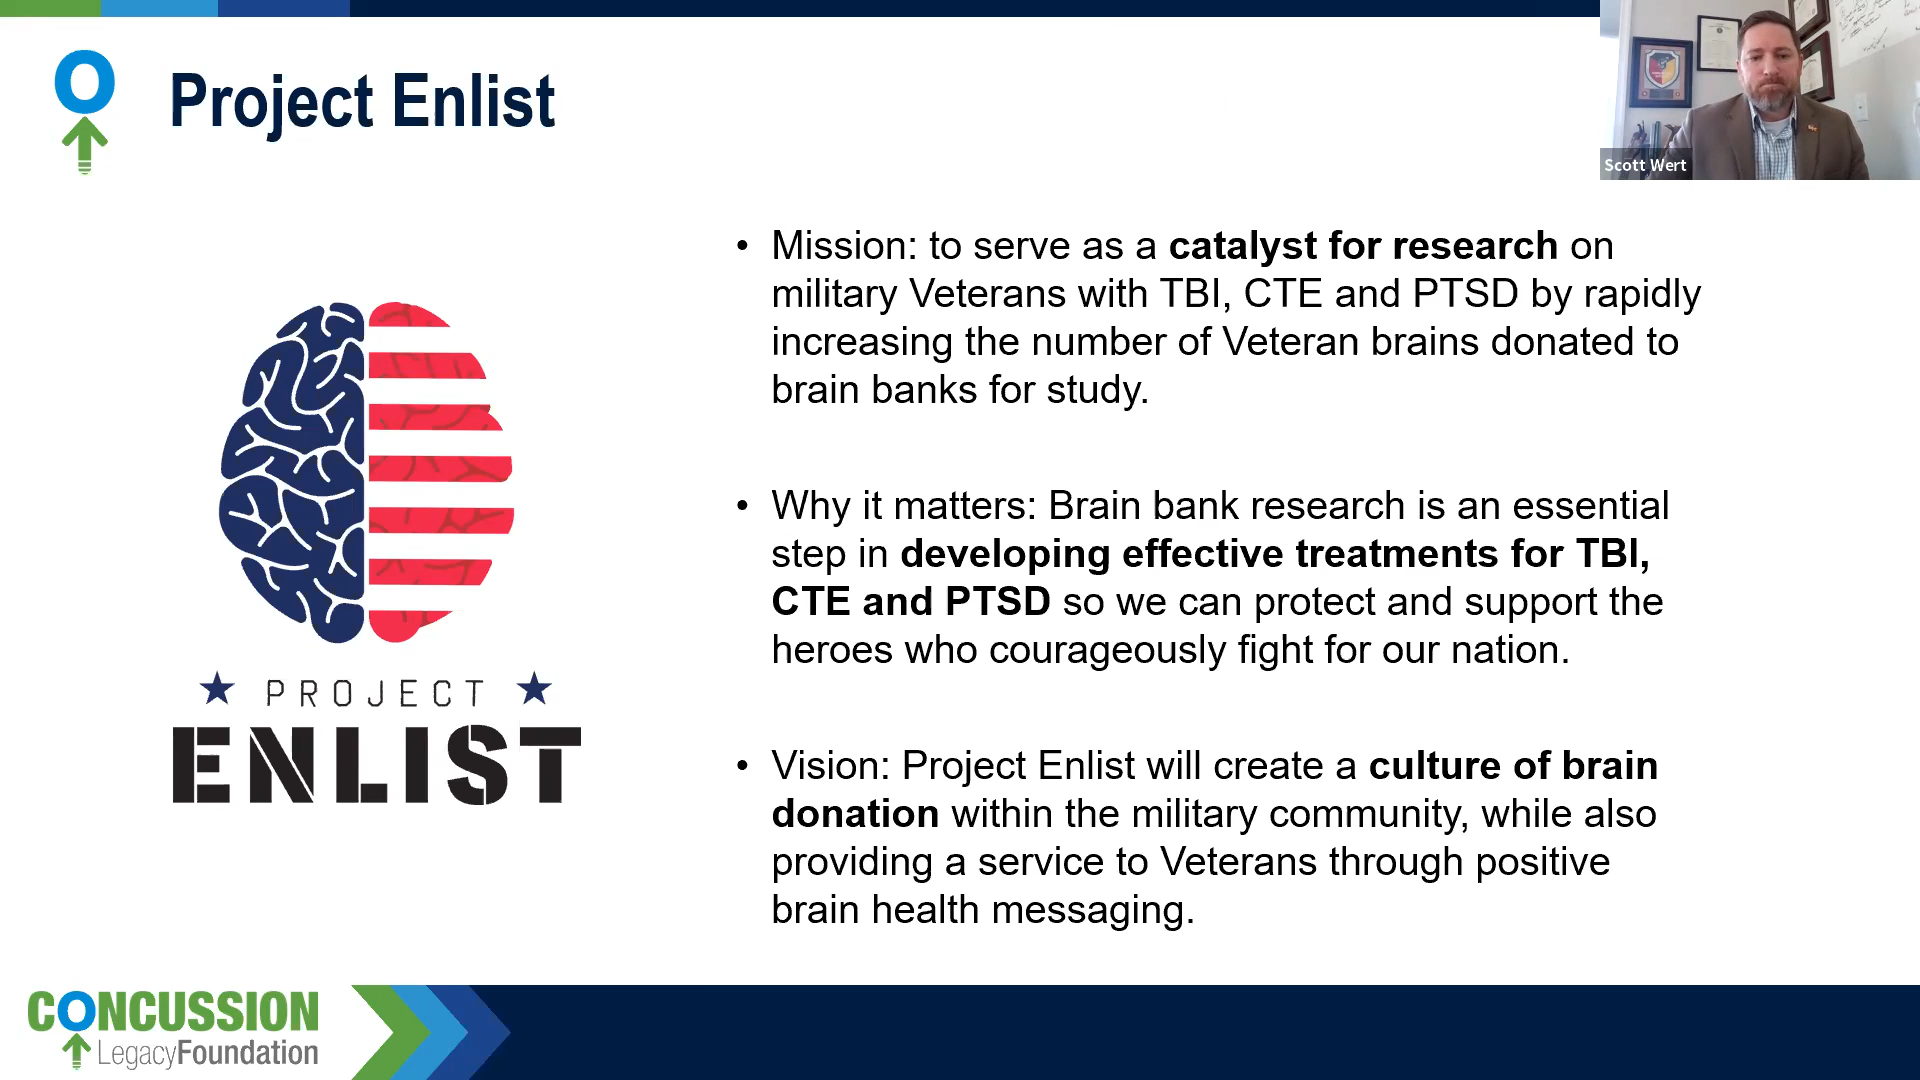 Project Enlist
Scott Wert
• Mission: to serve as a catalyst for research on
military Veterans with TBI, CTE and PTSD by rapidly
increasing the number of Veteran brains donated to
brain banks for study.
• Why it matters: Brain bank research is an essential
step in developing effective treatments for TBI,
CTE and PTSD so we can protect and support the
heroes who courageously fight for our nation.
• Vision: Project Enlist will create a culture of brain
donation within the military community, while also
providing a service to Veterans through positive
brain health messaging.
PROJECT
ENLIST
CONCUSSION
LegacyFoundation